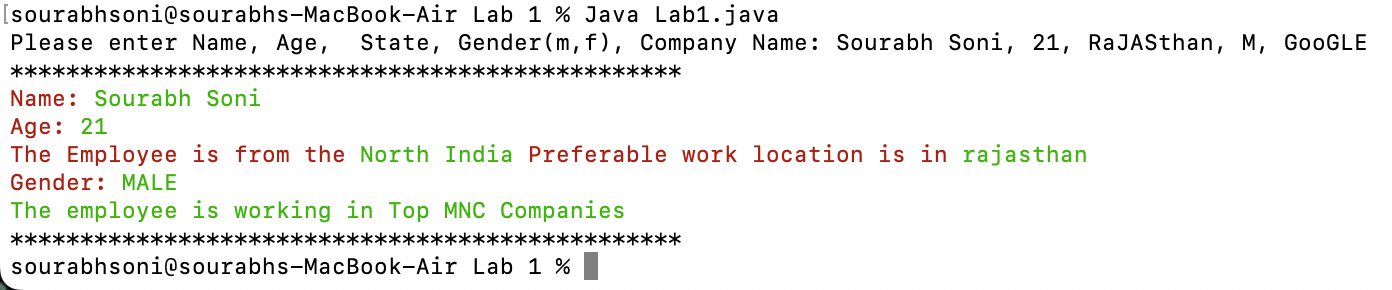 [sourabhsoni@sourabhs-MacBook-Air Lab 1 % Java Lab1.java
Please enter Name, Age,  State, Gender(m,f), Company Name: Sourabh Soni, 21, RaJASthan, M, GooGLE
************************************************
Name: Sourabh Soni
Age: 21
The Employee is from the North India Preferable work location is in rajasthan
Gender: MALE
The employee is working in Top MNC Companies
************************************************
sourabhsoni@sourabhs-MacBook-Air Lab 1 %